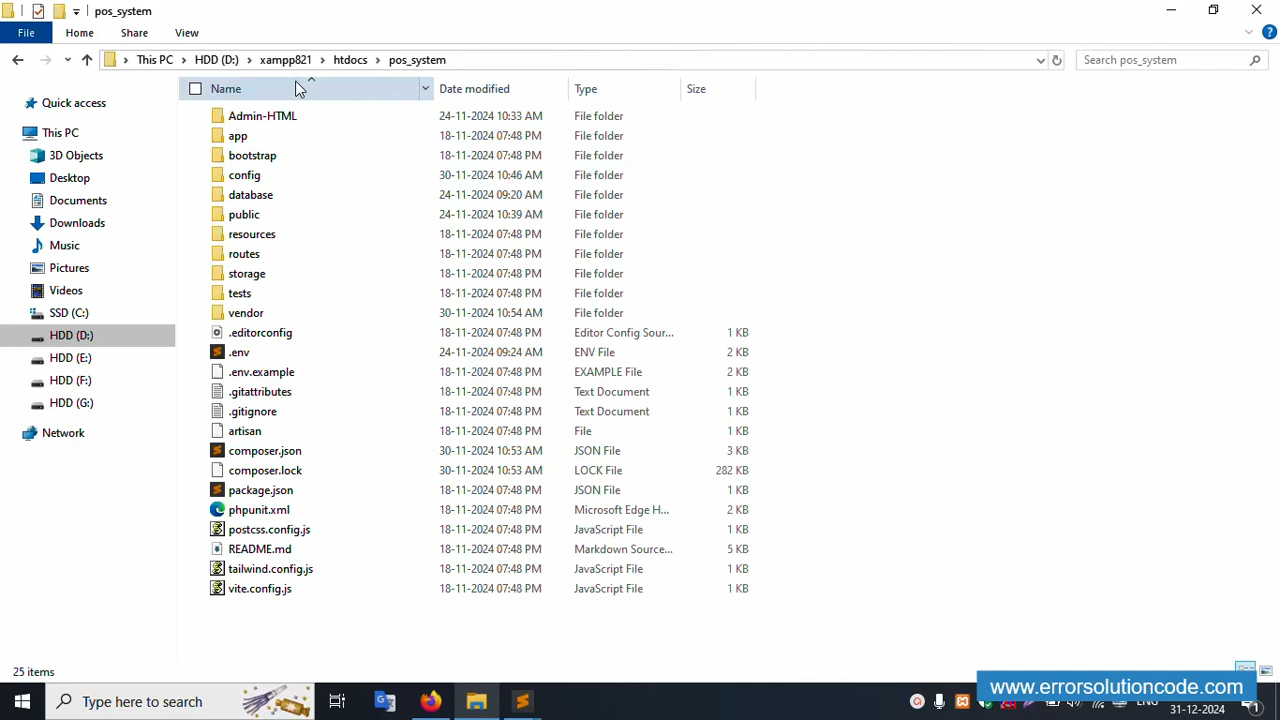 pos_system
File Home Share View
This PC HDD (D:) xampp821 htdocs pos_system Search pos_system
Name Date modified Type Size
Quick access
This PC
3D Objects
Desktop
Documents
Downloads
Music
Pictures
Videos
SSD (C:)
HDD (D:)
HDD (E:)
HDD (F:)
HDD (G:)
Network
Admin-HTML 24-11-2024 10:33 AM File folder
app 18-11-2024 07:48 PM File folder
bootstrap 18-11-2024 07:48 PM File folder
config 30-11-2024 10:46 AM File folder
database 24-11-2024 09:20 AM File folder
public 24-11-2024 10:39 AM File folder
resources 18-11-2024 07:48 PM File folder
routes 18-11-2024 07:48 PM File folder
storage 18-11-2024 07:48 PM File folder
tests 18-11-2024 07:48 PM File folder
vendor 30-11-2024 10:54 AM File folder
.editorconfig 18-11-2024 07:48 PM Editor Config Sour... 1 KB
.env 24-11-2024 09:24 AM ENV File 2 KB
.env.example 18-11-2024 07:48 PM EXAMPLE File 2 KB
.gitattributes 18-11-2024 07:48 PM Text Document 1 KB
.gitignore 18-11-2024 07:48 PM Text Document 1 KB
artisan 18-11-2024 07:48 PM File 1 KB
composer.json 30-11-2024 10:53 AM JSON File 3 KB
composer.lock 30-11-2024 10:53 AM LOCK File 282 KB
package.json 18-11-2024 07:48 PM JSON File 1 KB
phpunit.xml 18-11-2024 07:48 PM Microsoft Edge H... 2 KB
postcss.config.js 18-11-2024 07:48 PM JavaScript File 1 KB
README.md 18-11-2024 07:48 PM Markdown Source... 5 KB
tailwind.config.js 18-11-2024 07:48 PM JavaScript File 1 KB
vite.config.js 18-11-2024 07:48 PM JavaScript File 1 KB
25 items
www.errorsolutioncode.com
Type here to search
31-12-2024